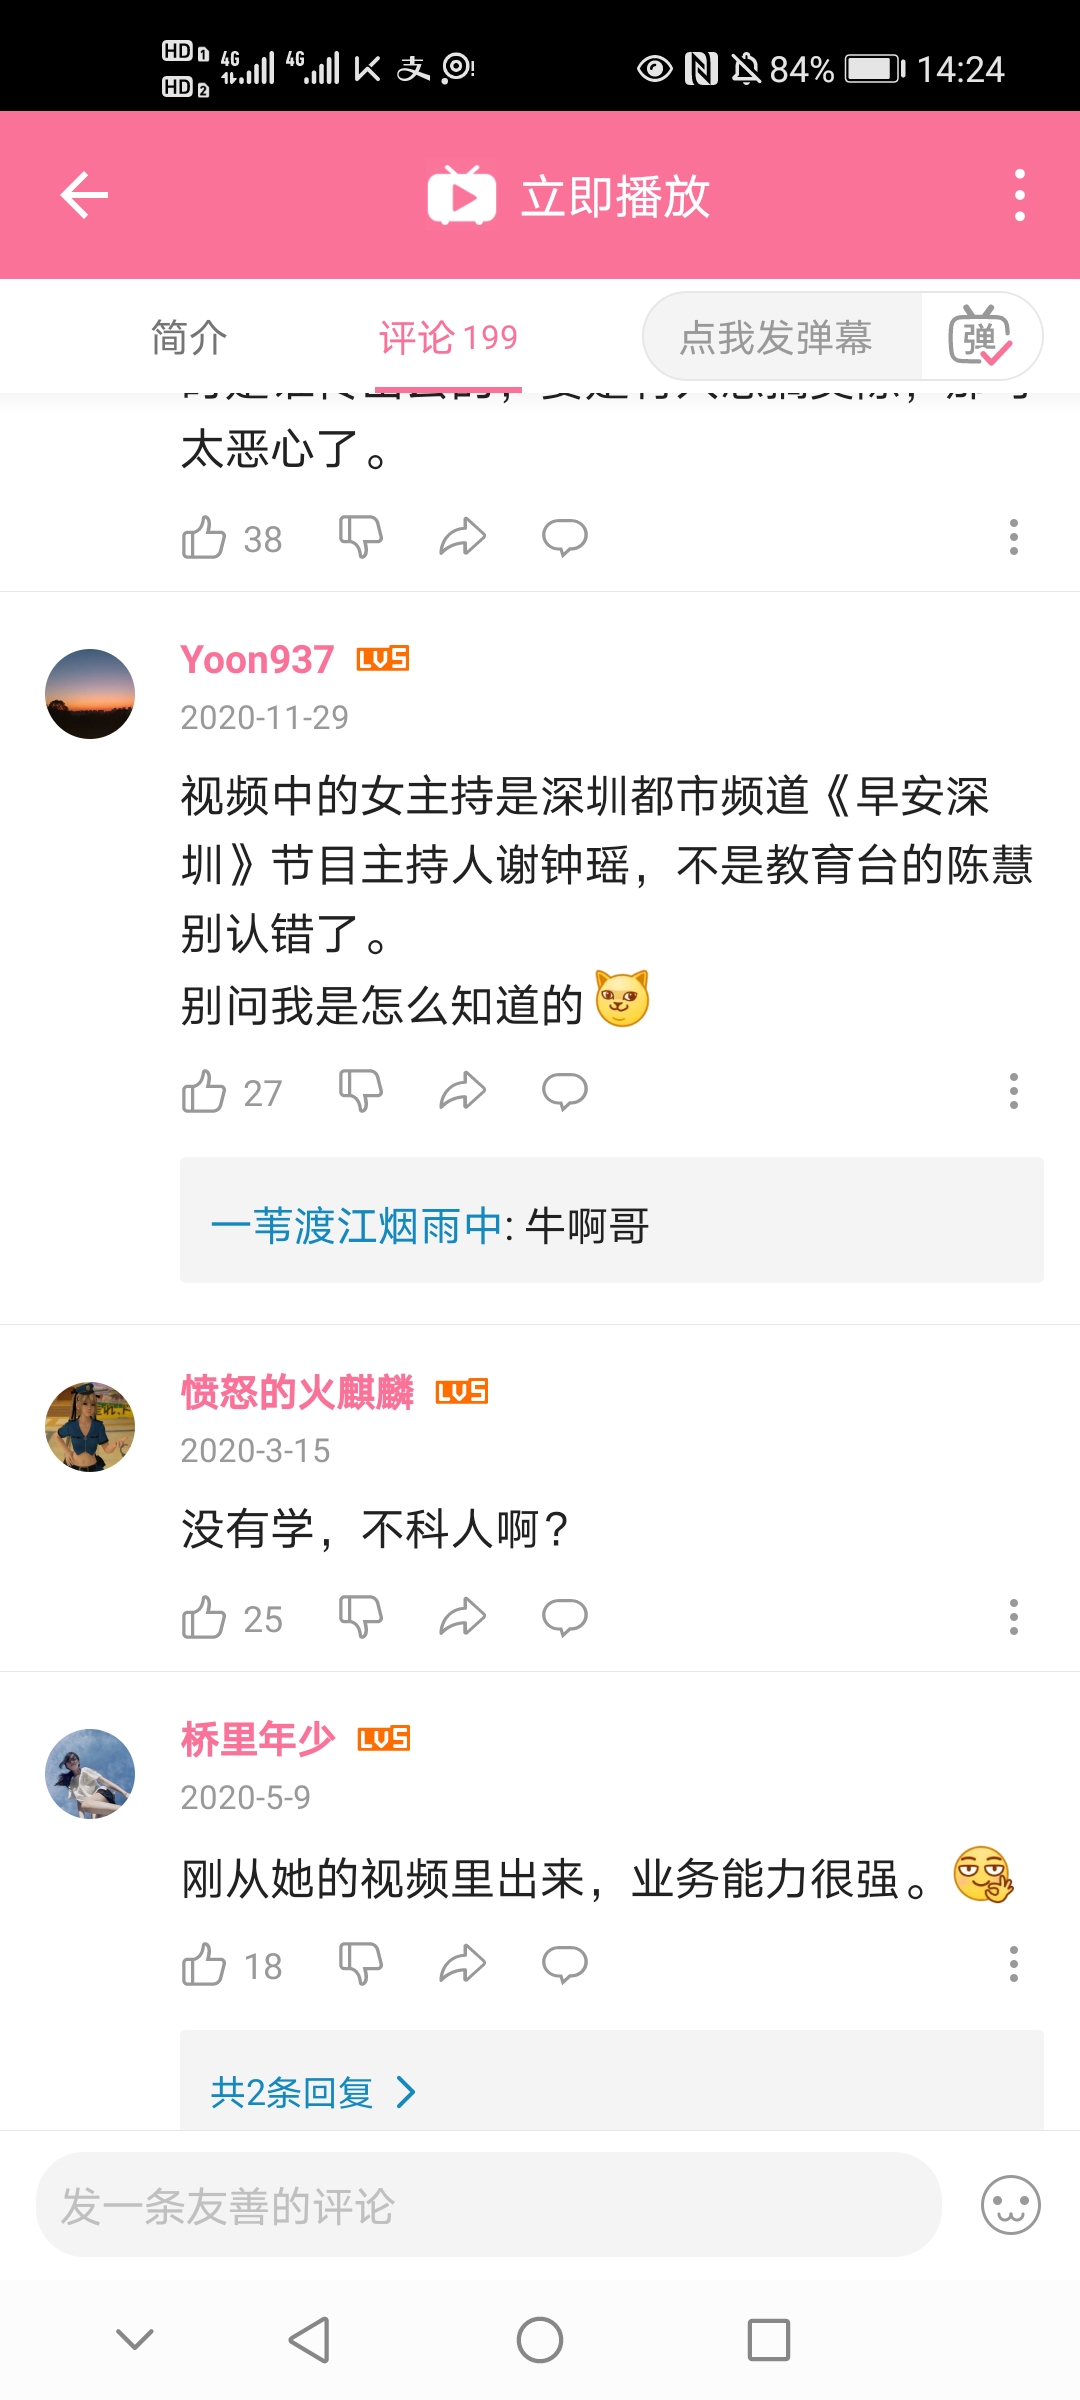 HD 1 4G 4G 84% 14:24
HD 2
立即播放
简介 评论 199 点我发弹幕 弹
太恶心了。
38
Yoon937 LV5
2020-11-29
视频中的女主持是深圳都市频道《早安深
圳》节目主持人谢钟瑶，不是教育台的陈慧
别认错了。
别问我是怎么知道的
27
一苇渡江烟雨中: 牛啊哥
愤怒的火麒麟 LV5
2020-3-15
没有学，不科人啊？
25
桥里年少 LV5
2020-5-9
刚从她的视频里出来，业务能力很强。
18
共2条回复
发一条友善的评论